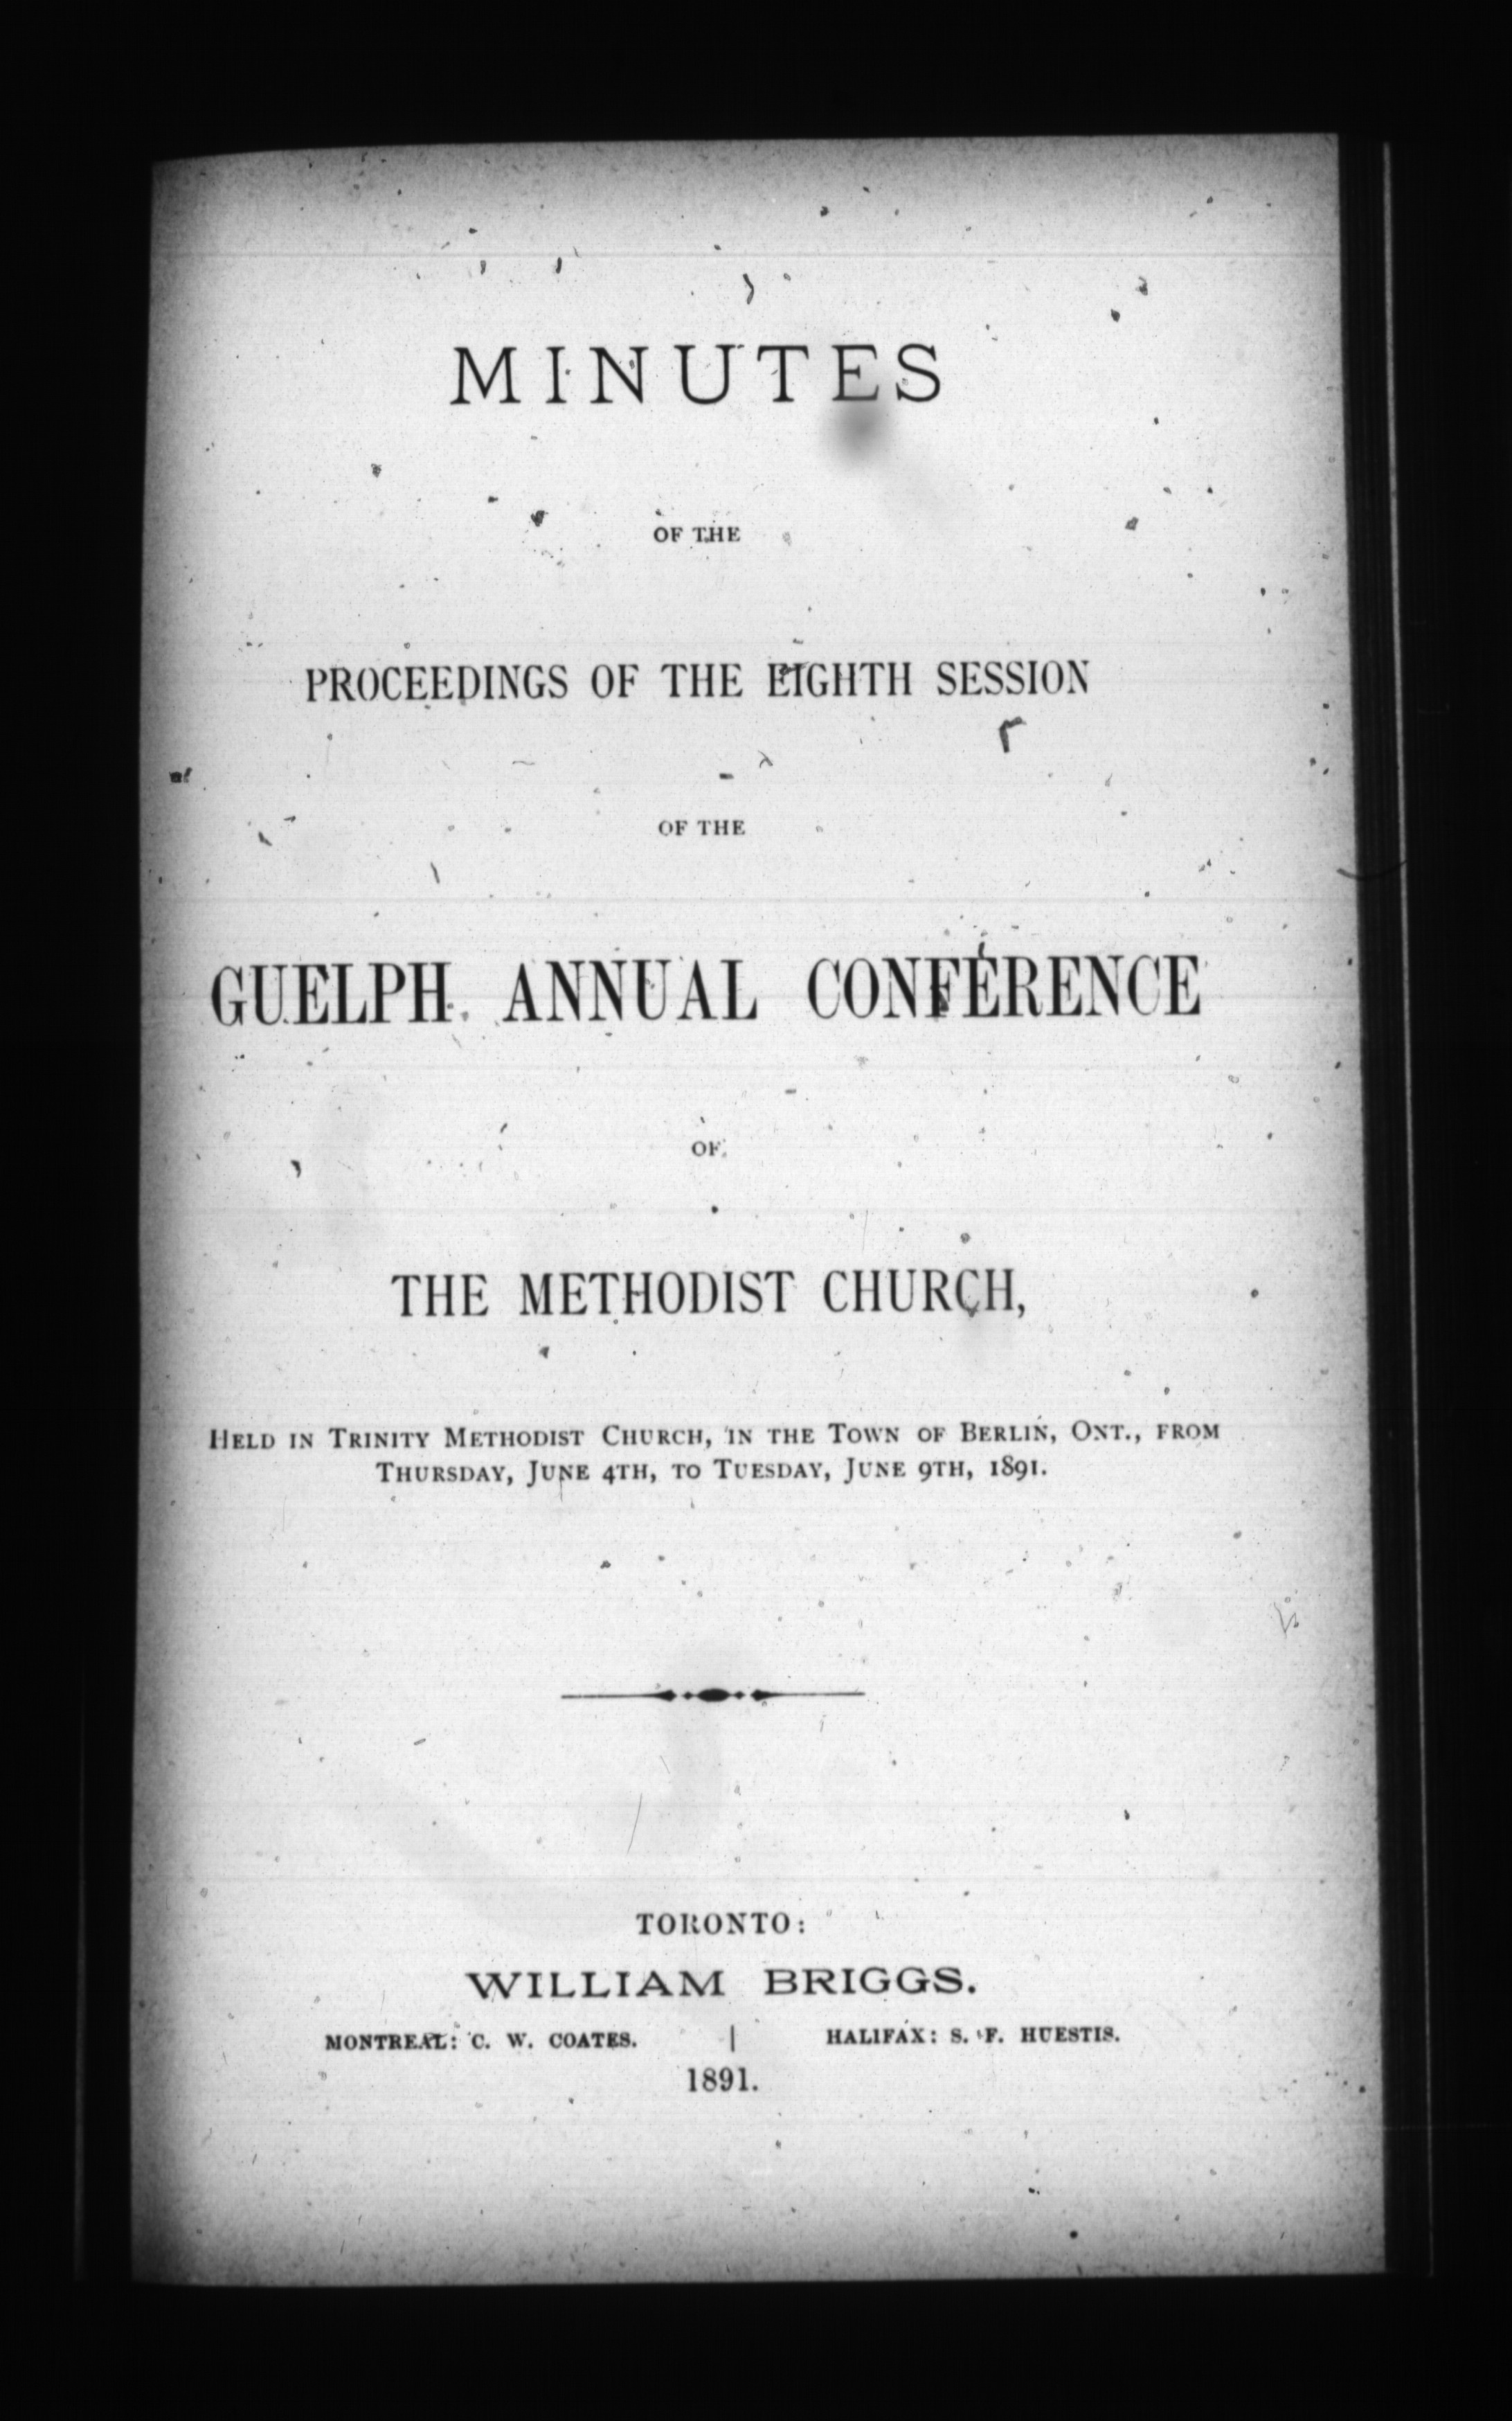 MINUTES
OF THE
PROCEEDINGS OF THE EIGHTH SESSION
OF THE
GUELPH ANNUAL CONFERENCE
OF
THE METHODIST CHURCH,
HELD IN TRINITY METHODIST CHURCH, IN THE TOWN OF BERLIN, ONT., FROM
THURSDAY, JUNE 4TH, TO TUESDAY, JUNE 9TH, 1891.
TORONTO:
WILLIAM BRIGGS.
MONTREAL: C. W. COATES. | HALIFAX: S. F. HUESTIS.
1891.